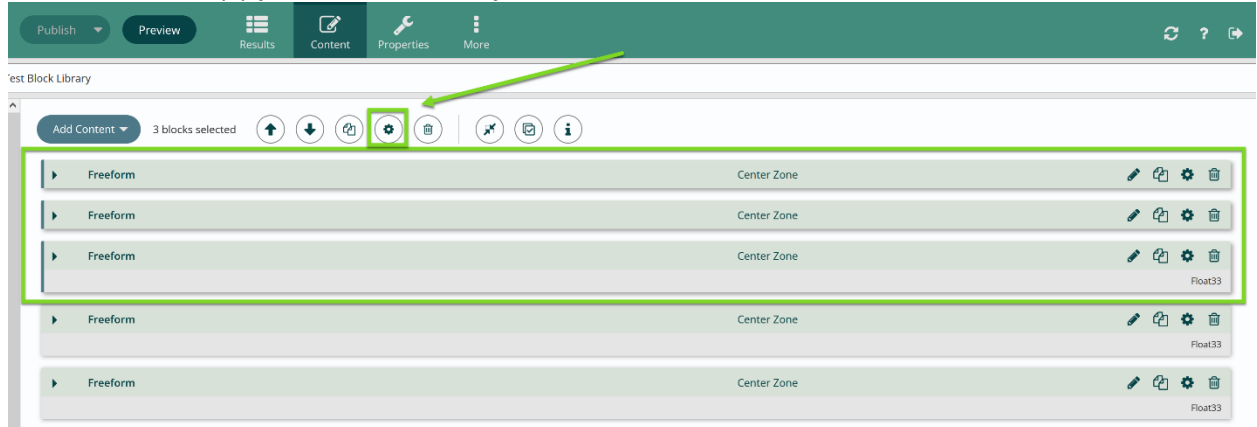 Publish Preview Results Content Properties More ?
est Block Library
Add Content 3 blocks selected
Freeform Center Zone
Freeform Center Zone
Freeform Center Zone
Float33
Freeform Center Zone
Float33
Freeform Center Zone
Float33